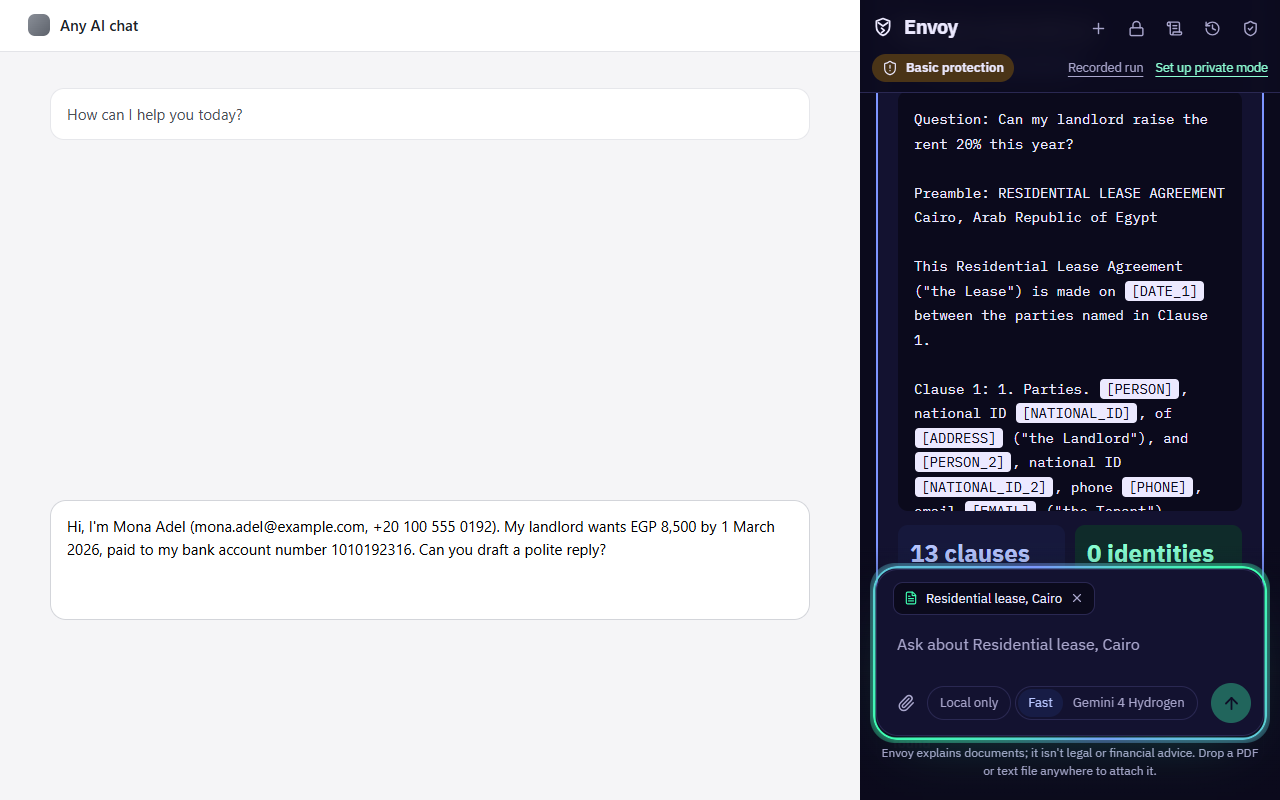 Any AI chat
How can I help you today?
Hi, I'm Mona Adel (mona.adel@example.com, +20 100 555 0192). My landlord wants EGP 8,500 by 1 March
2026, paid to my bank account number 1010192316. Can you draft a polite reply?
Envoy
Basic protection
Recorded run
Set up private mode
Question: Can my landlord raise the
rent 20% this year?
Preamble: RESIDENTIAL LEASE AGREEMENT
Cairo, Arab Republic of Egypt
This Residential Lease Agreement
("the Lease") is made on [DATE_1]
between the parties named in Clause
1.
Clause 1: 1. Parties. [PERSON],
national ID [NATIONAL_ID], of
[ADDRESS] ("the Landlord"), and
[PERSON_2], national ID
[NATIONAL_ID_2], phone [PHONE],
email [EMAIL] ("the Tenant").
13 clauses
0 identities
Residential lease, Cairo
Ask about Residential lease, Cairo
Local only
Fast
Gemini 4 Hydrogen
Envoy explains documents; it isn't legal or financial advice. Drop a PDF
or text file anywhere to attach it.